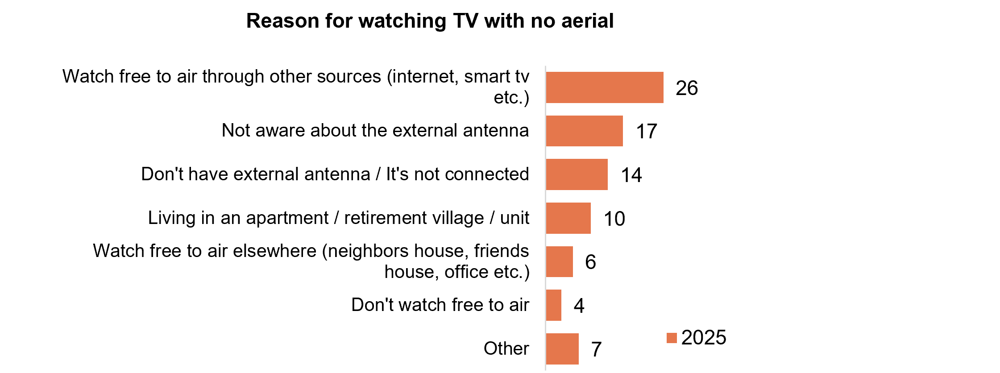 Reason for watching TV with no aerial
Watch free to air through other sources (internet, smart tv
etc.)
26
Not aware about the external antenna
17
Don't have external antenna / It's not connected
14
Living in an apartment / retirement village / unit
10
Watch free to air elsewhere (neighbors house, friends
house, office etc.)
6
Don't watch free to air
4
Other
7
2025